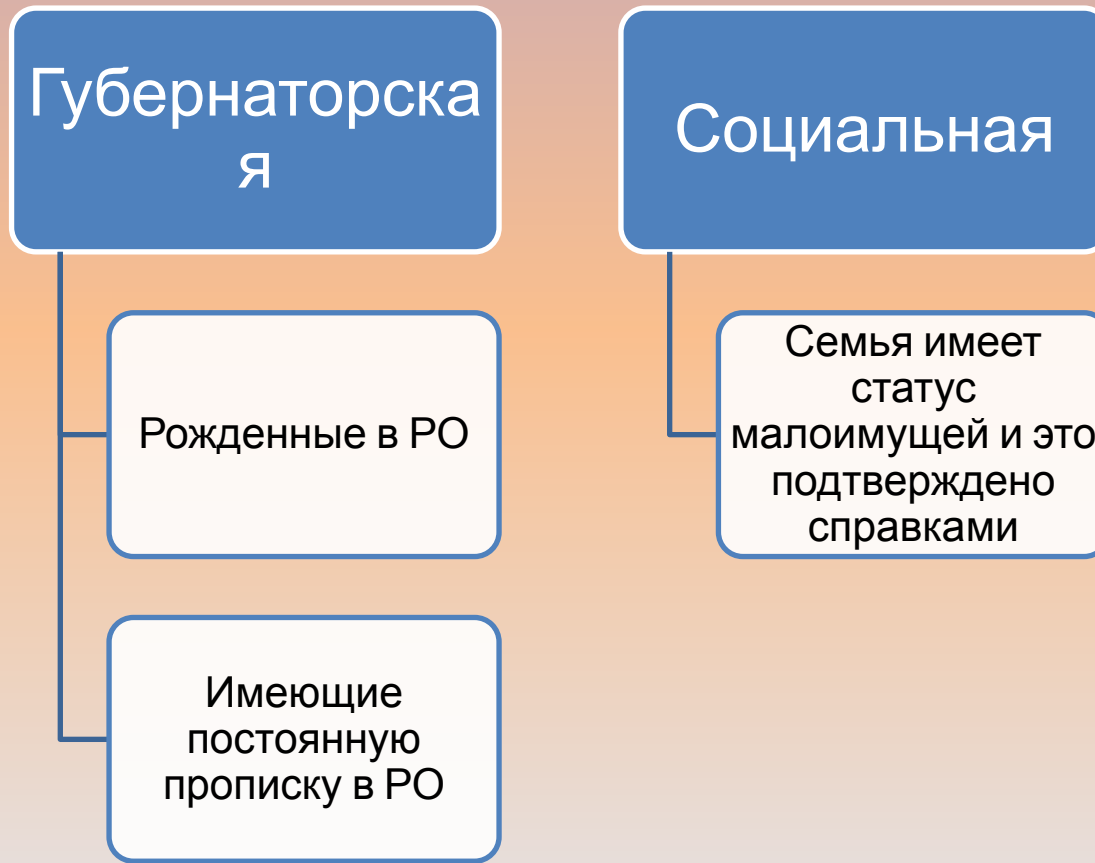 Губернаторска
я
Рожденные в РО
Имеющие
постоянную
прописку в РО
Социальная
Семья имеет
статус
малоимущей и это
подтверждено
справками